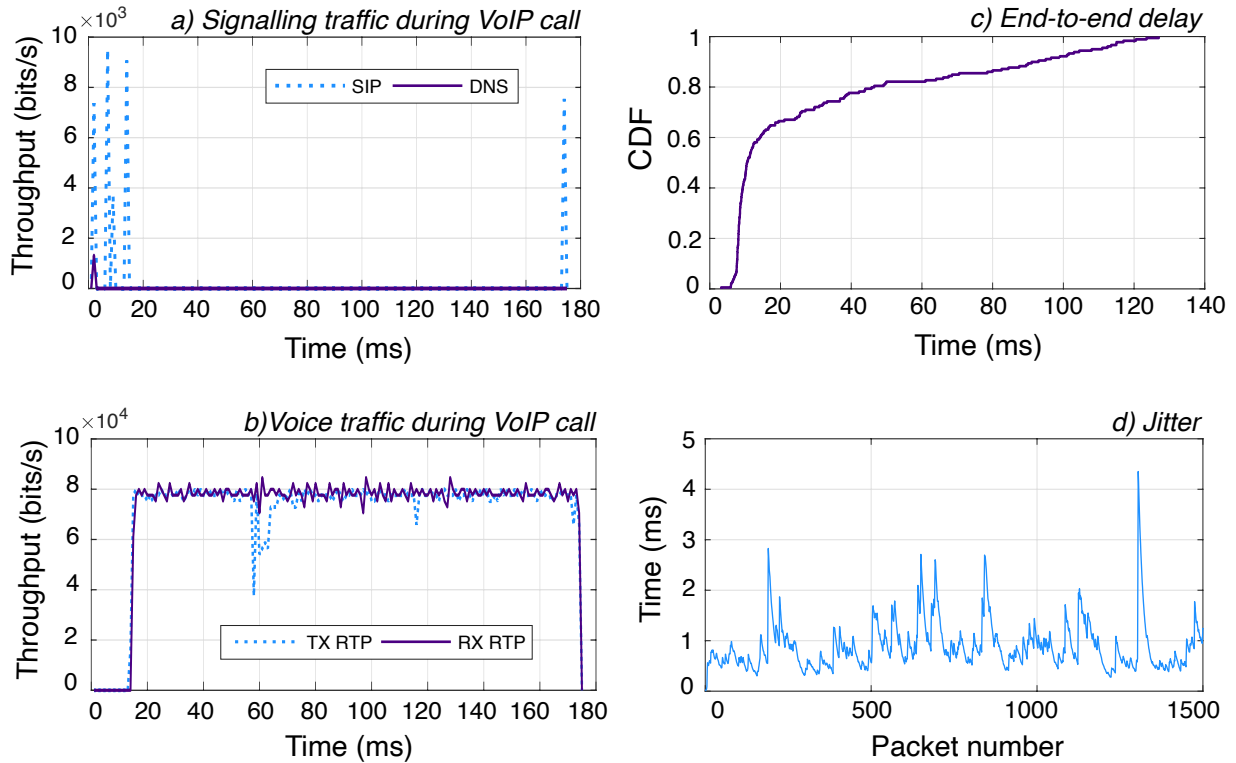 a) Signalling traffic during VoIP call
×10³
10
8
6
4
2
0
0 20 40 60 80 100 120 140 160 180
Throughput (bits/s)
Time (ms)
SIP DNS
c) End-to-end delay
1
0.8
0.6
0.4
0.2
0
20 40 60 80 100 120 140
CDF
Time (ms)
b)Voice traffic during VoIP call
×10⁴
10
8
6
4
2
0
0 20 40 60 80 100 120 140 160 180
Throughput (bits/s)
Time (ms)
TX RTP RX RTP
d) Jitter
5
4
3
2
1
0
0 500 1000 1500
Time (ms)
Packet number